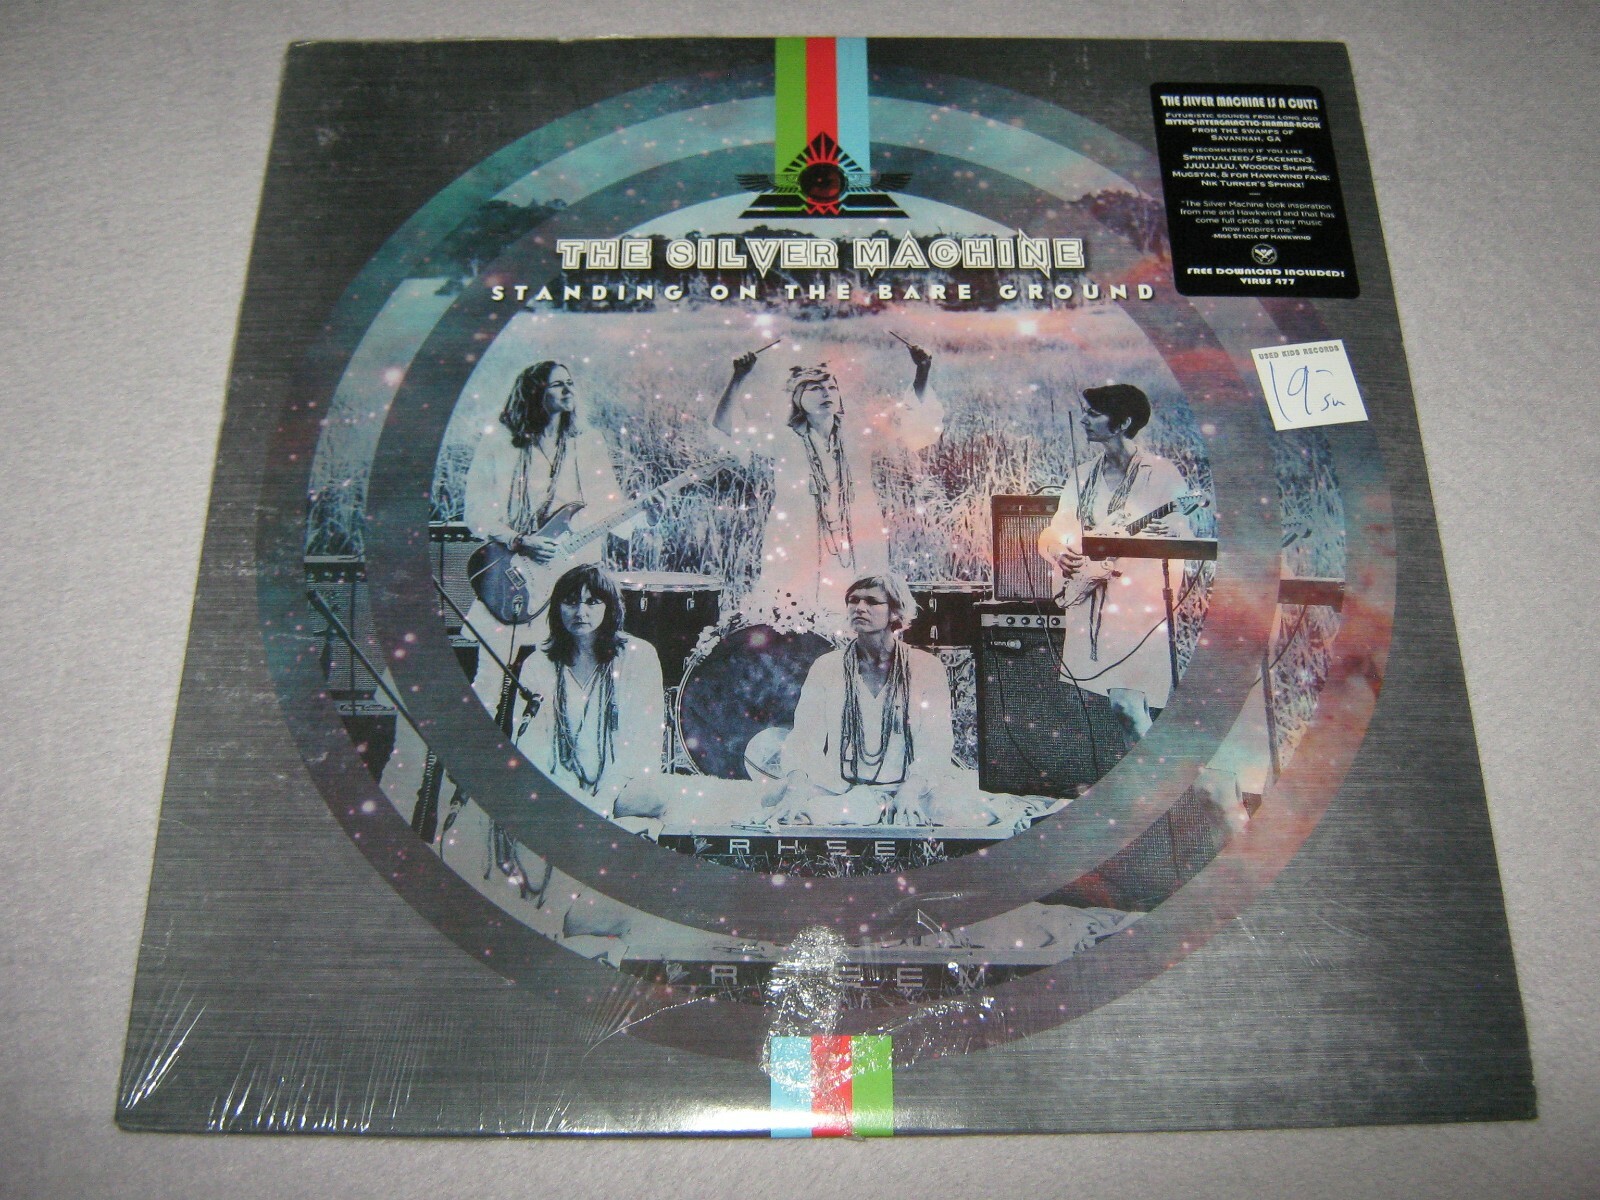 THE SILVER MACHINE
STANDING ON THE BARE GROUND
THE SILVER MACHINE IS A CULT!
FUTURISTIC SOUNDS FROM LONG AGO
MYTHO-INTERGALACTIC-SHAMAN-ROCK
FROM THE SWAMPS OF
SAVANNAH, GA
RECOMMENDED IF YOU LIKE
SPIRITUALIZED/SPACEMEN3,
JJUUJJUU, WOODEN SHJIPS,
MUGSTAR, & FOR HAWKWIND FANS:
NIK TURNER'S SPHINX!
"The Silver Machine took inspiration
from me and Hawkwind and that has
come full circle, as their music
now inspires me."
-MISS STACIA OF HAWKWIND
FREE DOWNLOAD INCLUDED!
VIRUS 477
USED KIDS RECORDS
19-
SW
RHEEM
RHEEM